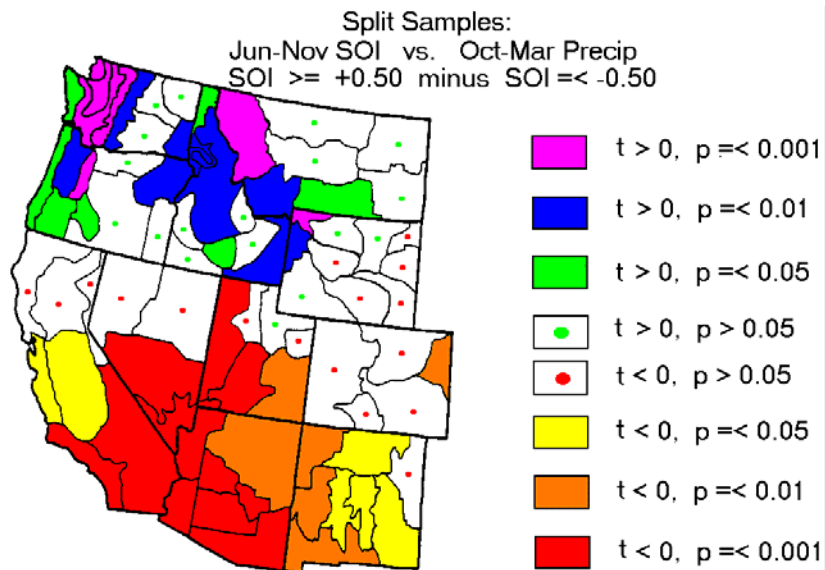 Split Samples:
Jun-Nov SOI vs. Oct-Mar Precip
SOI >= +0.50 minus SOI =< -0.50
t > 0, p =< 0.001
t > 0, p =< 0.01
t > 0, p =< 0.05
t > 0, p > 0.05
t < 0, p > 0.05
t < 0, p =< 0.05
t < 0, p =< 0.01
t < 0, p =< 0.001